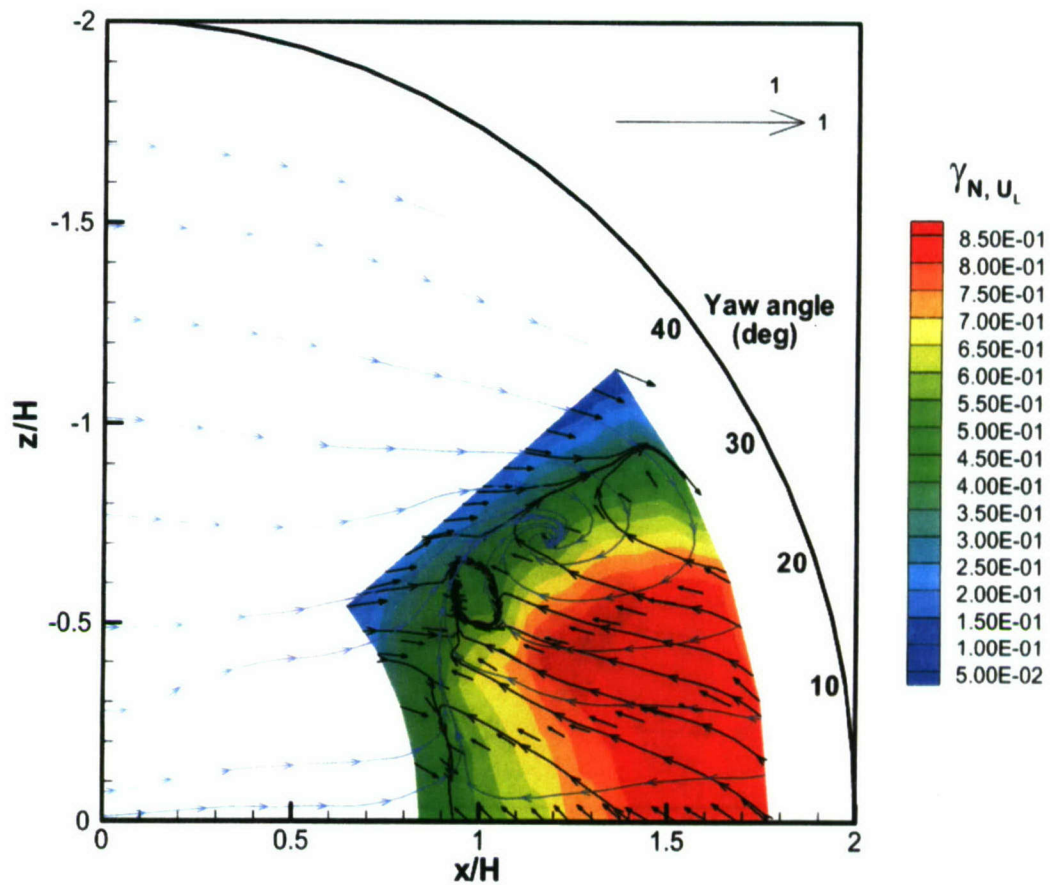 -2
-1.5
-1
-0.5
0
z/H
0
0.5
1
1.5
2
x/H
1
1
Yaw angle
(deg)
40
30
20
10
γN, UL
8.50E-01
8.00E-01
7.50E-01
7.00E-01
6.50E-01
6.00E-01
5.50E-01
5.00E-01
4.50E-01
4.00E-01
3.50E-01
3.00E-01
2.50E-01
2.00E-01
1.50E-01
1.00E-01
5.00E-02